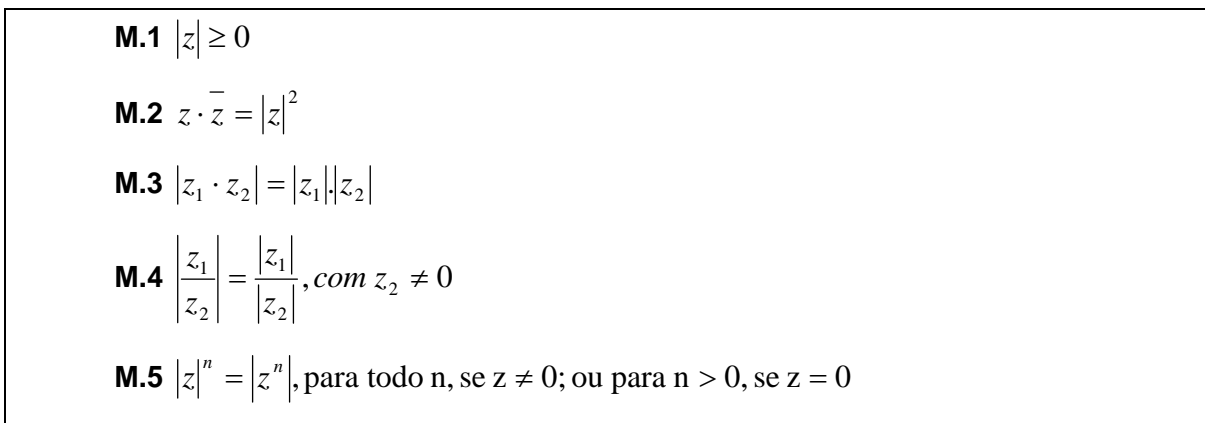 M.1 |z| ≥ 0
M.2 z · z̄ = |z|²
M.3 |z₁ · z₂| = |z₁|.|z₂|
M.4 |z₁/z₂| = |z₁|/|z₂|, com z₂ ≠ 0
M.5 |z|ⁿ = |zⁿ|, para todo n, se z ≠ 0; ou para n > 0, se z = 0